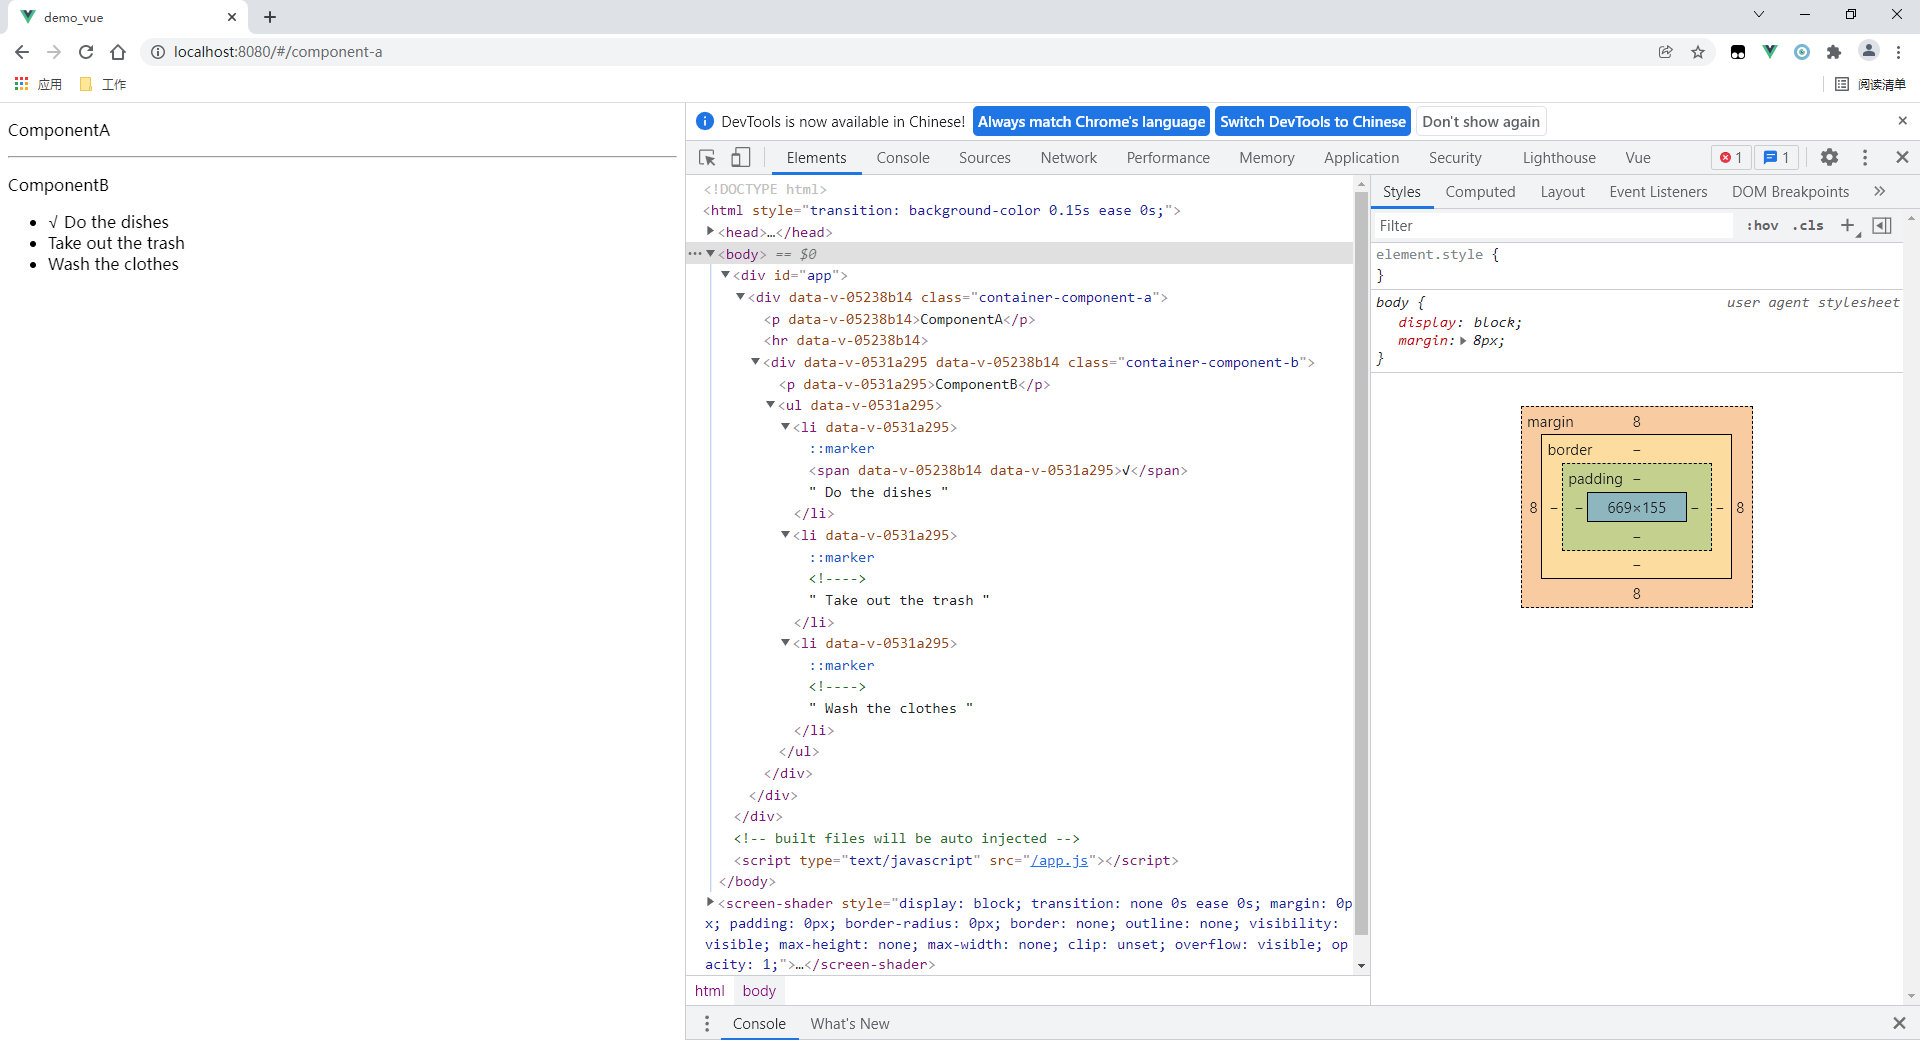 demo_vue
localhost:8080/#/component-a
应用 工作 阅读清单
ComponentA
ComponentB
√ Do the dishes
Take out the trash
Wash the clothes
DevTools is now available in Chinese! Always match Chrome's language Switch DevTools to Chinese Don't show again
Elements Console Sources Network Performance Memory Application Security Lighthouse Vue 1 1
<!DOCTYPE html>
<html style="transition: background-color 0.15s ease 0s;">
<head>…</head>
<body> == $0
<div id="app">
<div data-v-05238b14 class="container-component-a">
<p data-v-05238b14>ComponentA</p>
<hr data-v-05238b14>
<div data-v-0531a295 data-v-05238b14 class="container-component-b">
<p data-v-0531a295>ComponentB</p>
<ul data-v-0531a295>
<li data-v-0531a295>
::marker
<span data-v-05238b14 data-v-0531a295>√</span>
" Do the dishes "
</li>
<li data-v-0531a295>
::marker
<!---->
" Take out the trash "
</li>
<li data-v-0531a295>
::marker
<!---->
" Wash the clothes "
</li>
</ul>
</div>
</div>
</div>
<!-- built files will be auto injected -->
<script type="text/javascript" src="/app.js"></script>
</body>
<screen-shader style="display: block; transition: none 0s ease 0s; margin: 0p
x; padding: 0px; border-radius: 0px; border: none; outline: none; visibility:
visible; max-height: none; max-width: none; clip: unset; overflow: visible; op
acity: 1;">…</screen-shader>
html body
Styles Computed Layout Event Listeners DOM Breakpoints »
Filter :hov .cls +
element.style {
}
body { user agent stylesheet
display: block;
margin: 8px;
}
margin 8
border –
padding –
8 – – 669×155 – – 8
–
–
8
Console What's New